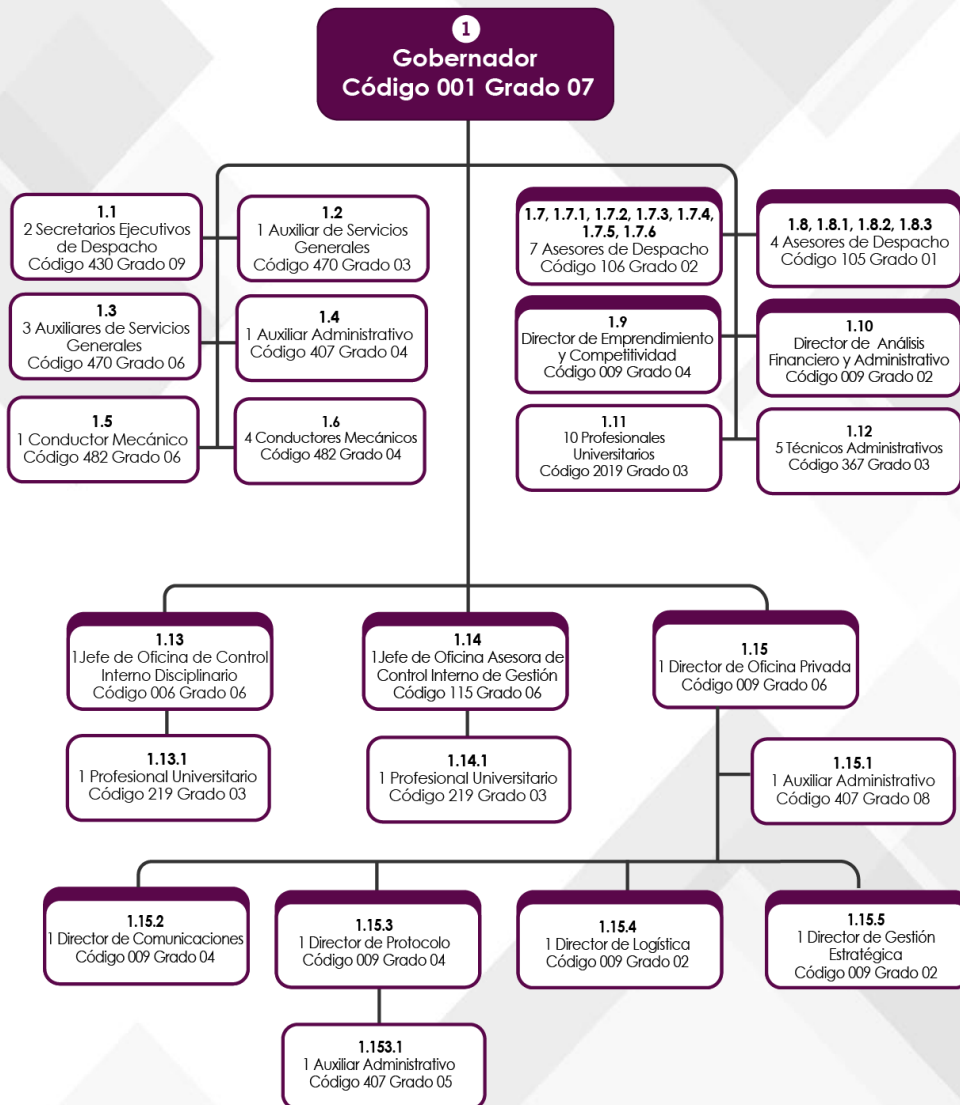 1
Gobernador
Código 001 Grado 07
1.1
2 Secretarios Ejecutivos
de Despacho
Código 430 Grado 09
1.2
1 Auxiliar de Servicios
Generales
Código 470 Grado 03
1.7, 1.7.1, 1.7.2, 1.7.3, 1.7.4,
1.7.5, 1.7.6
7 Asesores de Despacho
Código 106 Grado 02
1.8, 1.8.1, 1.8.2, 1.8.3
4 Asesores de Despacho
Código 105 Grado 01
1.3
3 Auxiliares de Servicios
Generales
Código 470 Grado 06
1.4
1 Auxiliar Administrativo
Código 407 Grado 04
1.9
Director de Emprendimiento
y Competitividad
Código 009 Grado 04
1.10
Director de Análisis
Financiero y Administrativo
Código 009 Grado 02
1.5
1 Conductor Mecánico
Código 482 Grado 06
1.6
4 Conductores Mecánicos
Código 482 Grado 04
1.11
10 Profesionales
Universitarios
Código 2019 Grado 03
1.12
5 Técnicos Administrativos
Código 367 Grado 03
1.13
1Jefe de Oficina de Control
Interno Disciplinario
Código 006 Grado 06
1.14
1Jefe de Oficina Asesora de
Control Interno de Gestión
Código 115 Grado 06
1.15
1 Director de Oficina Privada
Código 009 Grado 06
1.13.1
1 Profesional Universitario
Código 219 Grado 03
1.14.1
1 Profesional Universitario
Código 219 Grado 03
1.15.1
1 Auxiliar Administrativo
Código 407 Grado 08
1.15.2
1 Director de Comunicaciones
Código 009 Grado 04
1.15.3
1 Director de Protocolo
Código 009 Grado 04
1.15.4
1 Director de Logística
Código 009 Grado 02
1.15.5
1 Director de Gestión
Estratégica
Código 009 Grado 02
1.153.1
1 Auxiliar Administrativo
Código 407 Grado 05